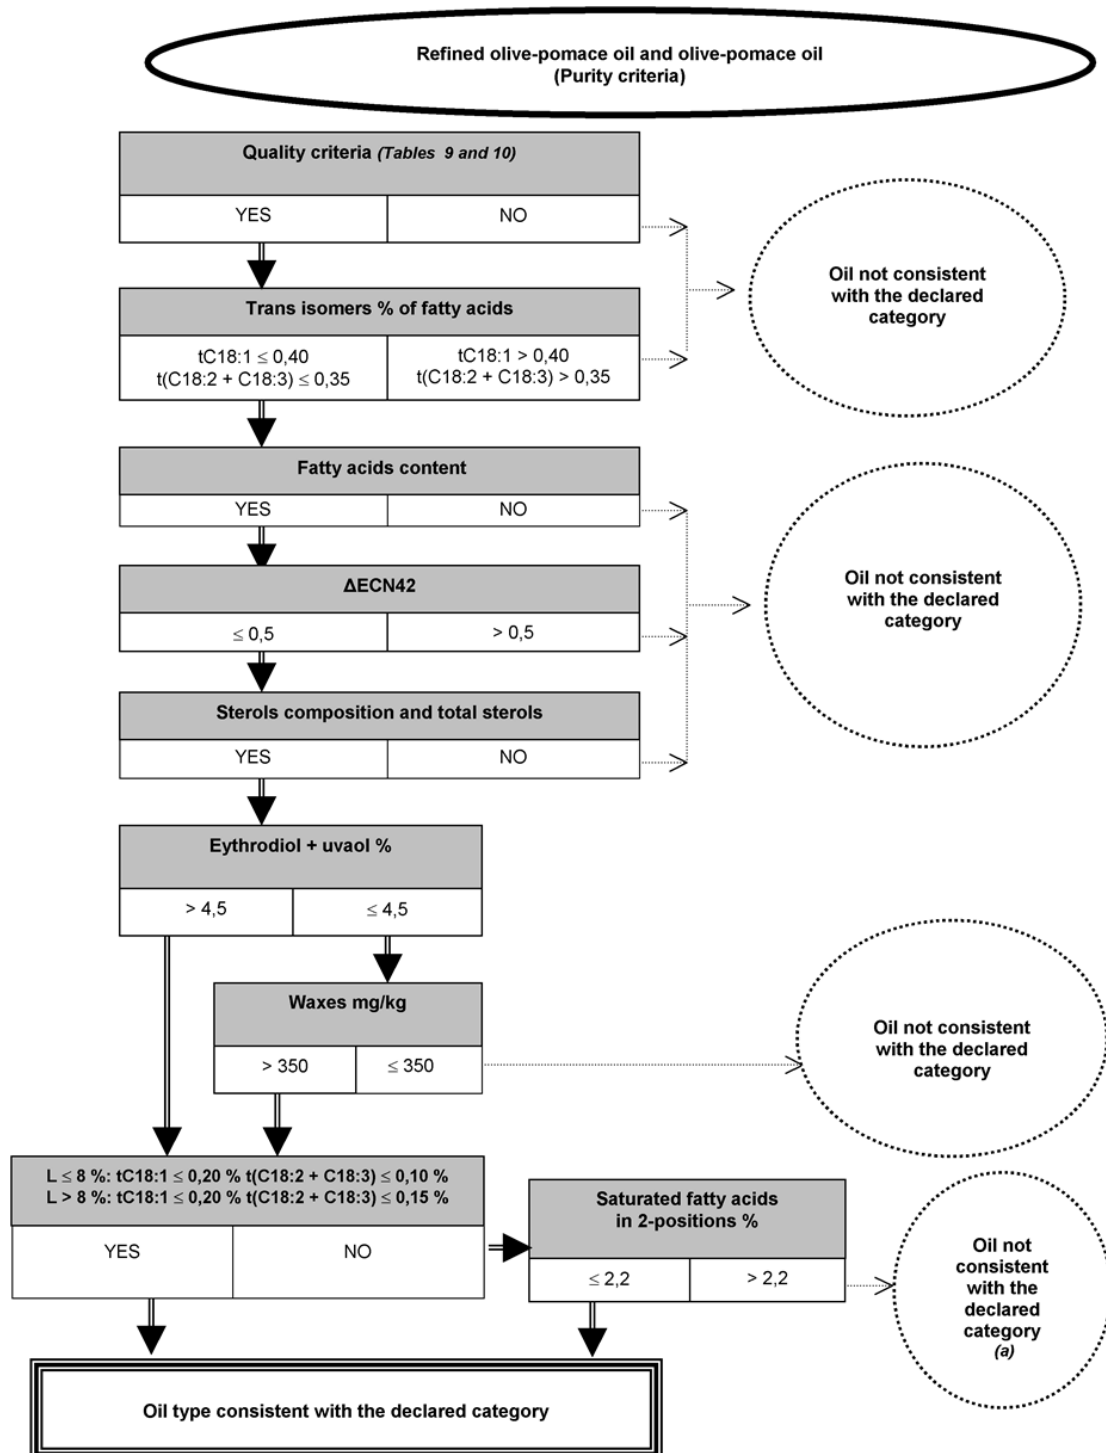 Refined olive-pomace oil and olive-pomace oil
(Purity criteria)
Quality criteria (Tables 9 and 10)
YES
NO
Oil not consistent
with the declared
category
Trans isomers % of fatty acids
tC18:1 ≤ 0,40
t(C18:2 + C18:3) ≤ 0,35
tC18:1 > 0,40
t(C18:2 + C18:3) > 0,35
Fatty acids content
YES
NO
ΔECN42
≤ 0,5
> 0,5
Oil not consistent
with the declared
category
Sterols composition and total sterols
YES
NO
Eythrodiol + uvaol %
> 4,5
≤ 4,5
Waxes mg/kg
> 350
≤ 350
Oil not consistent
with the declared
category
L ≤ 8 %: tC18:1 ≤ 0,20 % t(C18:2 + C18:3) ≤ 0,10 %
L > 8 %: tC18:1 ≤ 0,20 % t(C18:2 + C18:3) ≤ 0,15 %
YES
NO
Saturated fatty acids
in 2-positions %
≤ 2,2
> 2,2
Oil not
consistent
with the
declared
category
(a)
Oil type consistent with the declared category